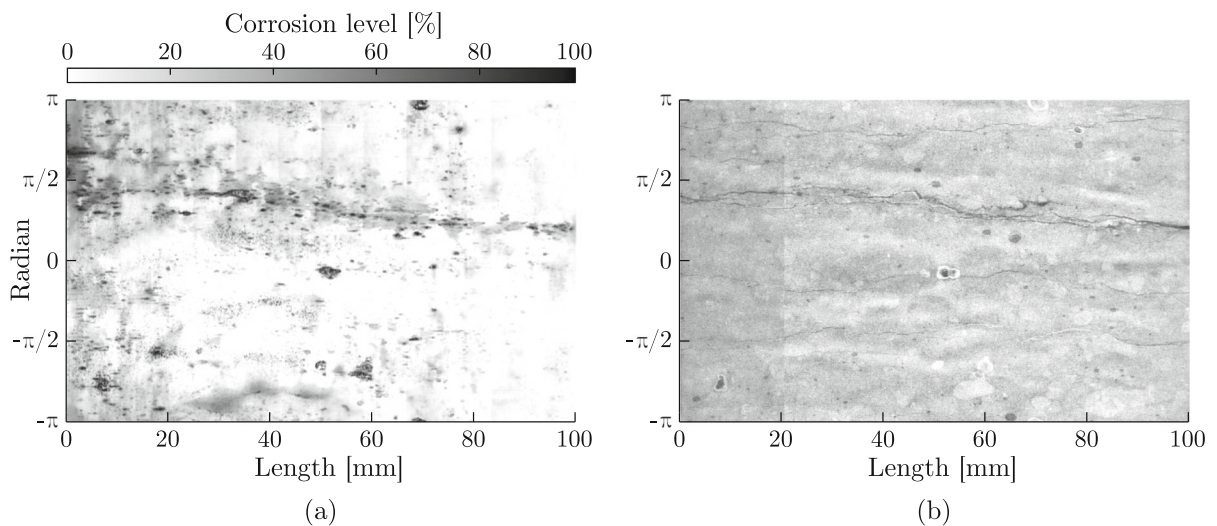 Corrosion level [%]
0 20 40 60 80 100
π
π/2
0
-π/2
-π
Radian
0 20 40 60 80 100
Length [mm]
(a)
π
π/2
0
-π/2
-π
0 20 40 60 80 100
Length [mm]
(b)